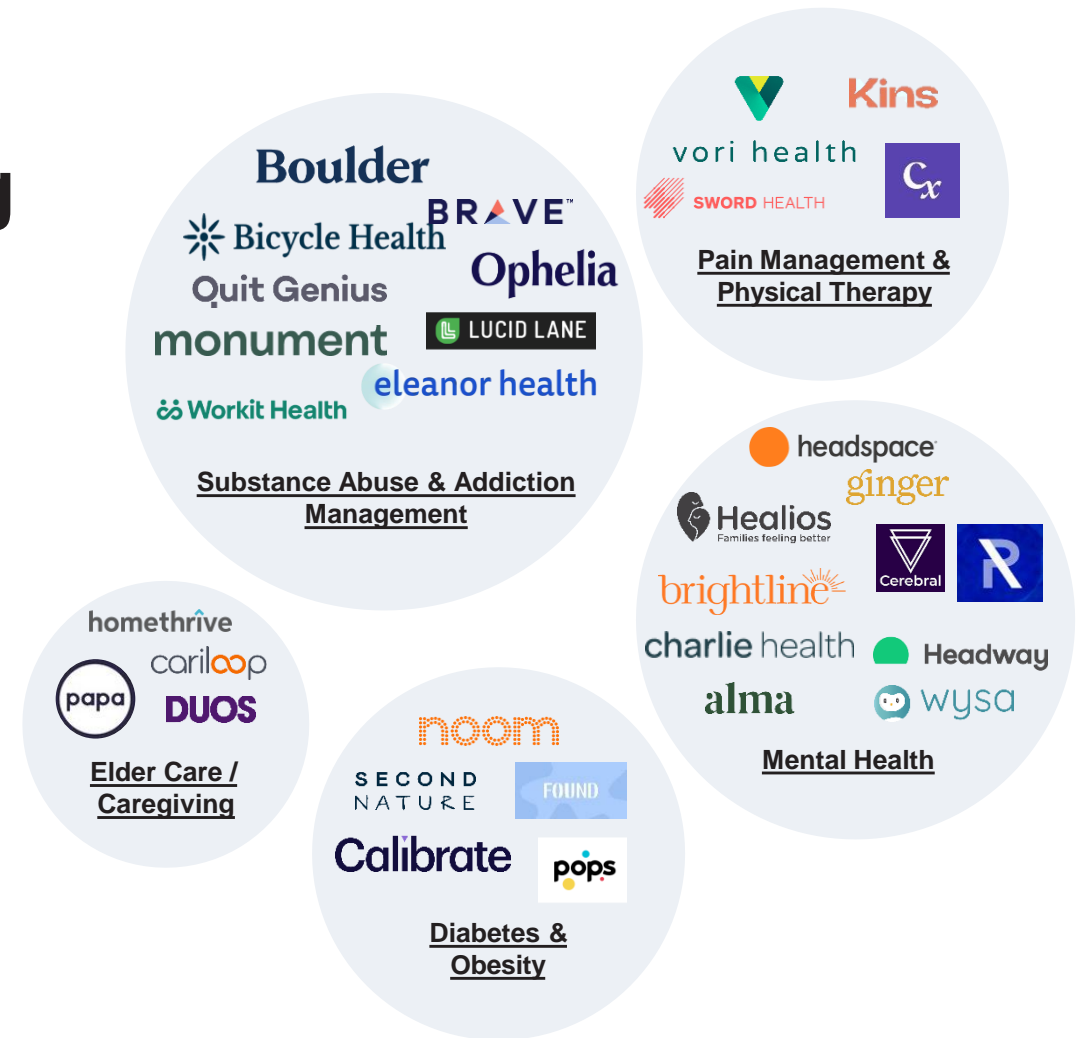 g
Boulder
BRAVE™
Bicycle Health
Ophelia
Quit Genius
LUCID LANE
monument
eleanor health
Workit Health
Substance Abuse & Addiction
Management
Kins
vori health
Cx
SWORD HEALTH
Pain Management &
Physical Therapy
headspace
ginger
Healios
Families feeling better
Cerebral
R
brightline
charlie health
Headway
alma
wysa
Mental Health
homethrîve
cariloop
papa
DUOS
Elder Care /
Caregiving
noom
SECOND
NATURE
FOUND
Calibrate
pops
Diabetes &
Obesity